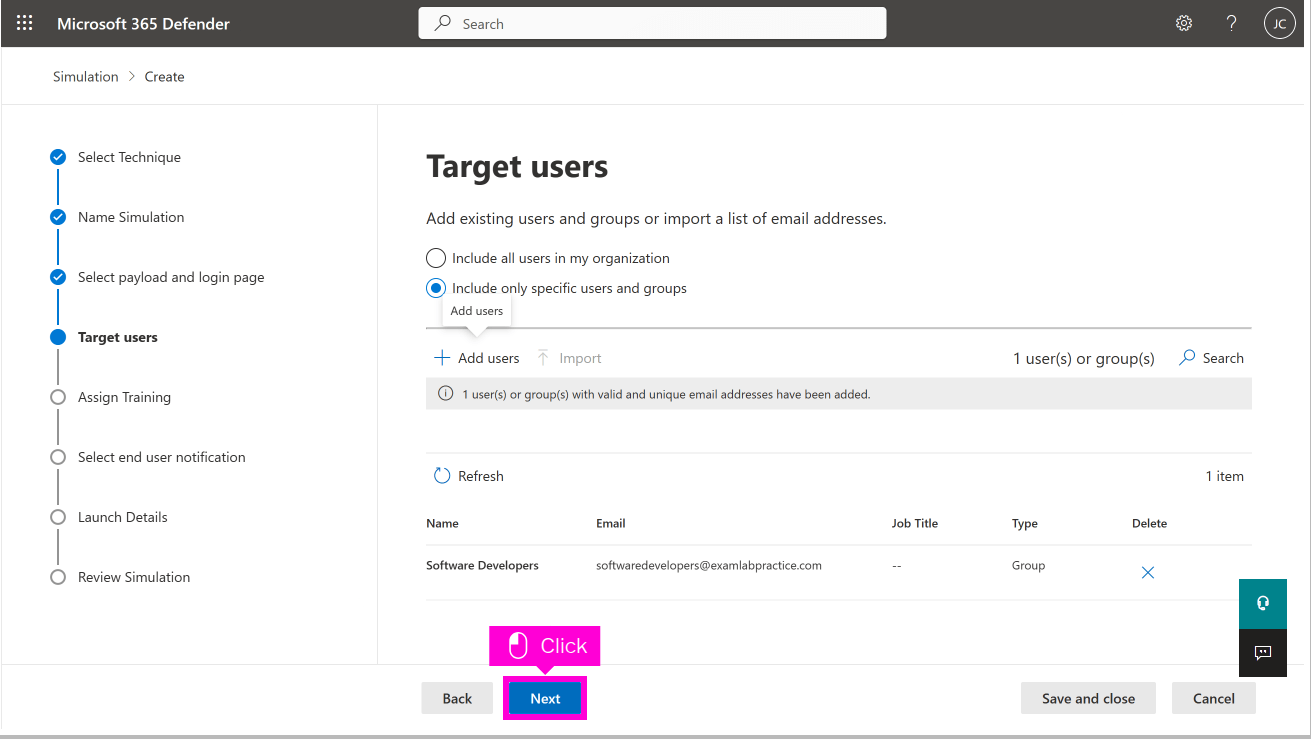 Microsoft 365 Defender
Search
JC
Simulation > Create
Select Technique
Name Simulation
Select payload and login page
Target users
Assign Training
Select end user notification
Launch Details
Review Simulation
Target users
Add existing users and groups or import a list of email addresses.
Include all users in my organization
Include only specific users and groups
Add users
Add users Import 1 user(s) or group(s) Search
1 user(s) or group(s) with valid and unique email addresses have been added.
Refresh 1 item
Name Email Job Title Type Delete
Software Developers softwaredevelopers@examlabpractice.com -- Group
Click
Back Next Save and close Cancel